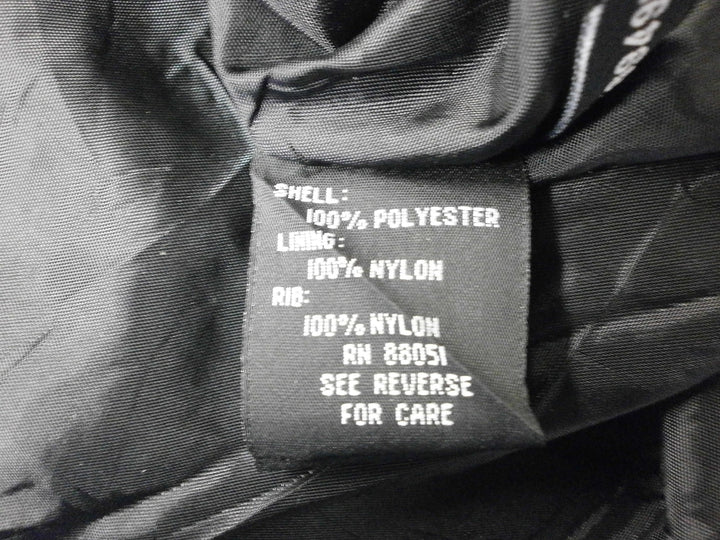 SHELL:
100% POLYESTER
LINING:
100% NYLON
RIB:
100% NYLON
RN 88051
SEE REVERSE
FOR CARE